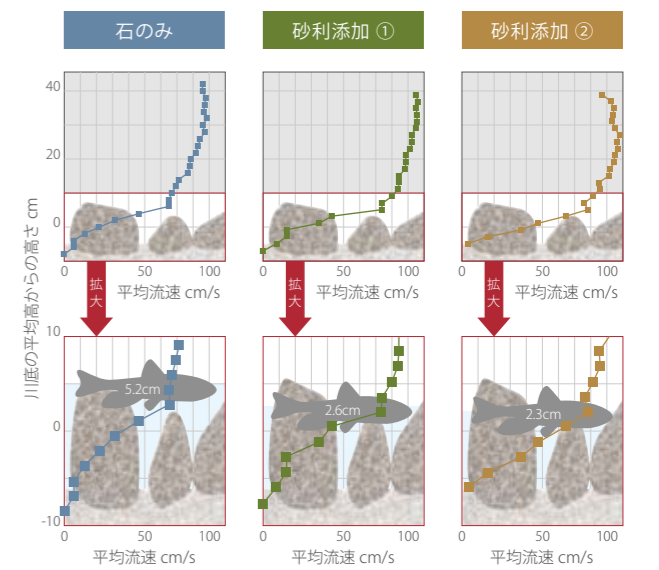 石のみ
砂利添加 ①
砂利添加 ②
川底の平均高からの高さ cm
40
20
0
0 50 100
0 50 100
0 50 100
平均流速 cm/s
平均流速 cm/s
平均流速 cm/s
拡大
拡大
拡大
10
0
-10
5.2cm
2.6cm
2.3cm
0 50 100
0 50 100
0 50 100
平均流速 cm/s
平均流速 cm/s
平均流速 cm/s